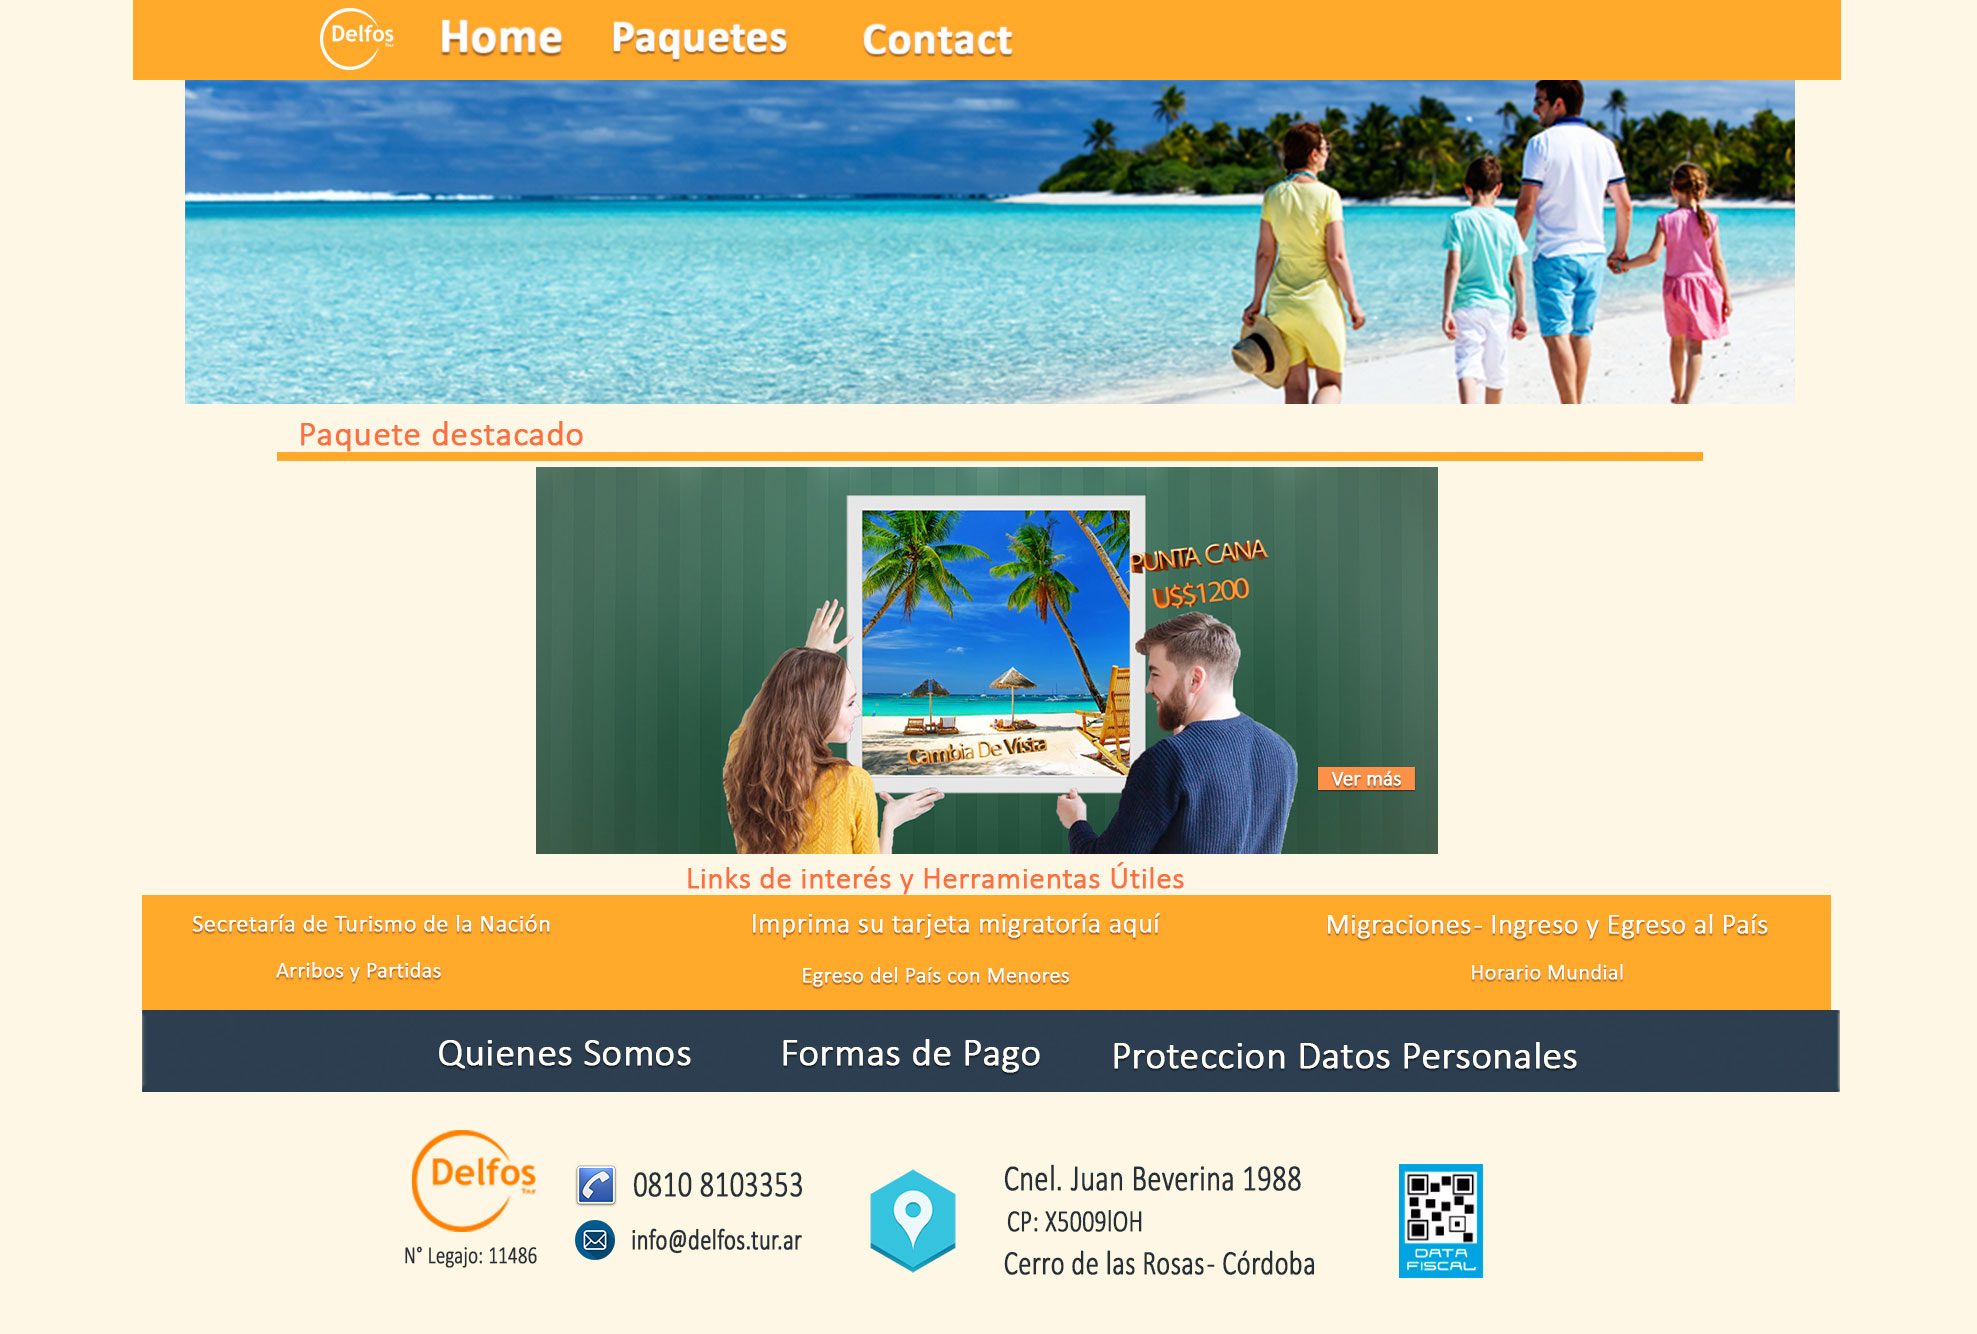 Delfos
Tour
Home
Paquetes
Contact
Paquete destacado
PUNTA CANA
U$$1200
Cambia De Vista
Ver más
Links de interés y Herramientas Útiles
Secretaría de Turismo de la Nación
Imprima su tarjeta migratoría aquí
Migraciones- Ingreso y Egreso al País
Arribos y Partidas
Egreso del País con Menores
Horario Mundial
Quienes Somos
Formas de Pago
Proteccion Datos Personales
Delfos
Tour
N° Legajo: 11486
0810 8103353
info@delfos.tur.ar
Cnel. Juan Beverina 1988
CP: X5009lOH
Cerro de las Rosas- Córdoba
DATA
FISCAL